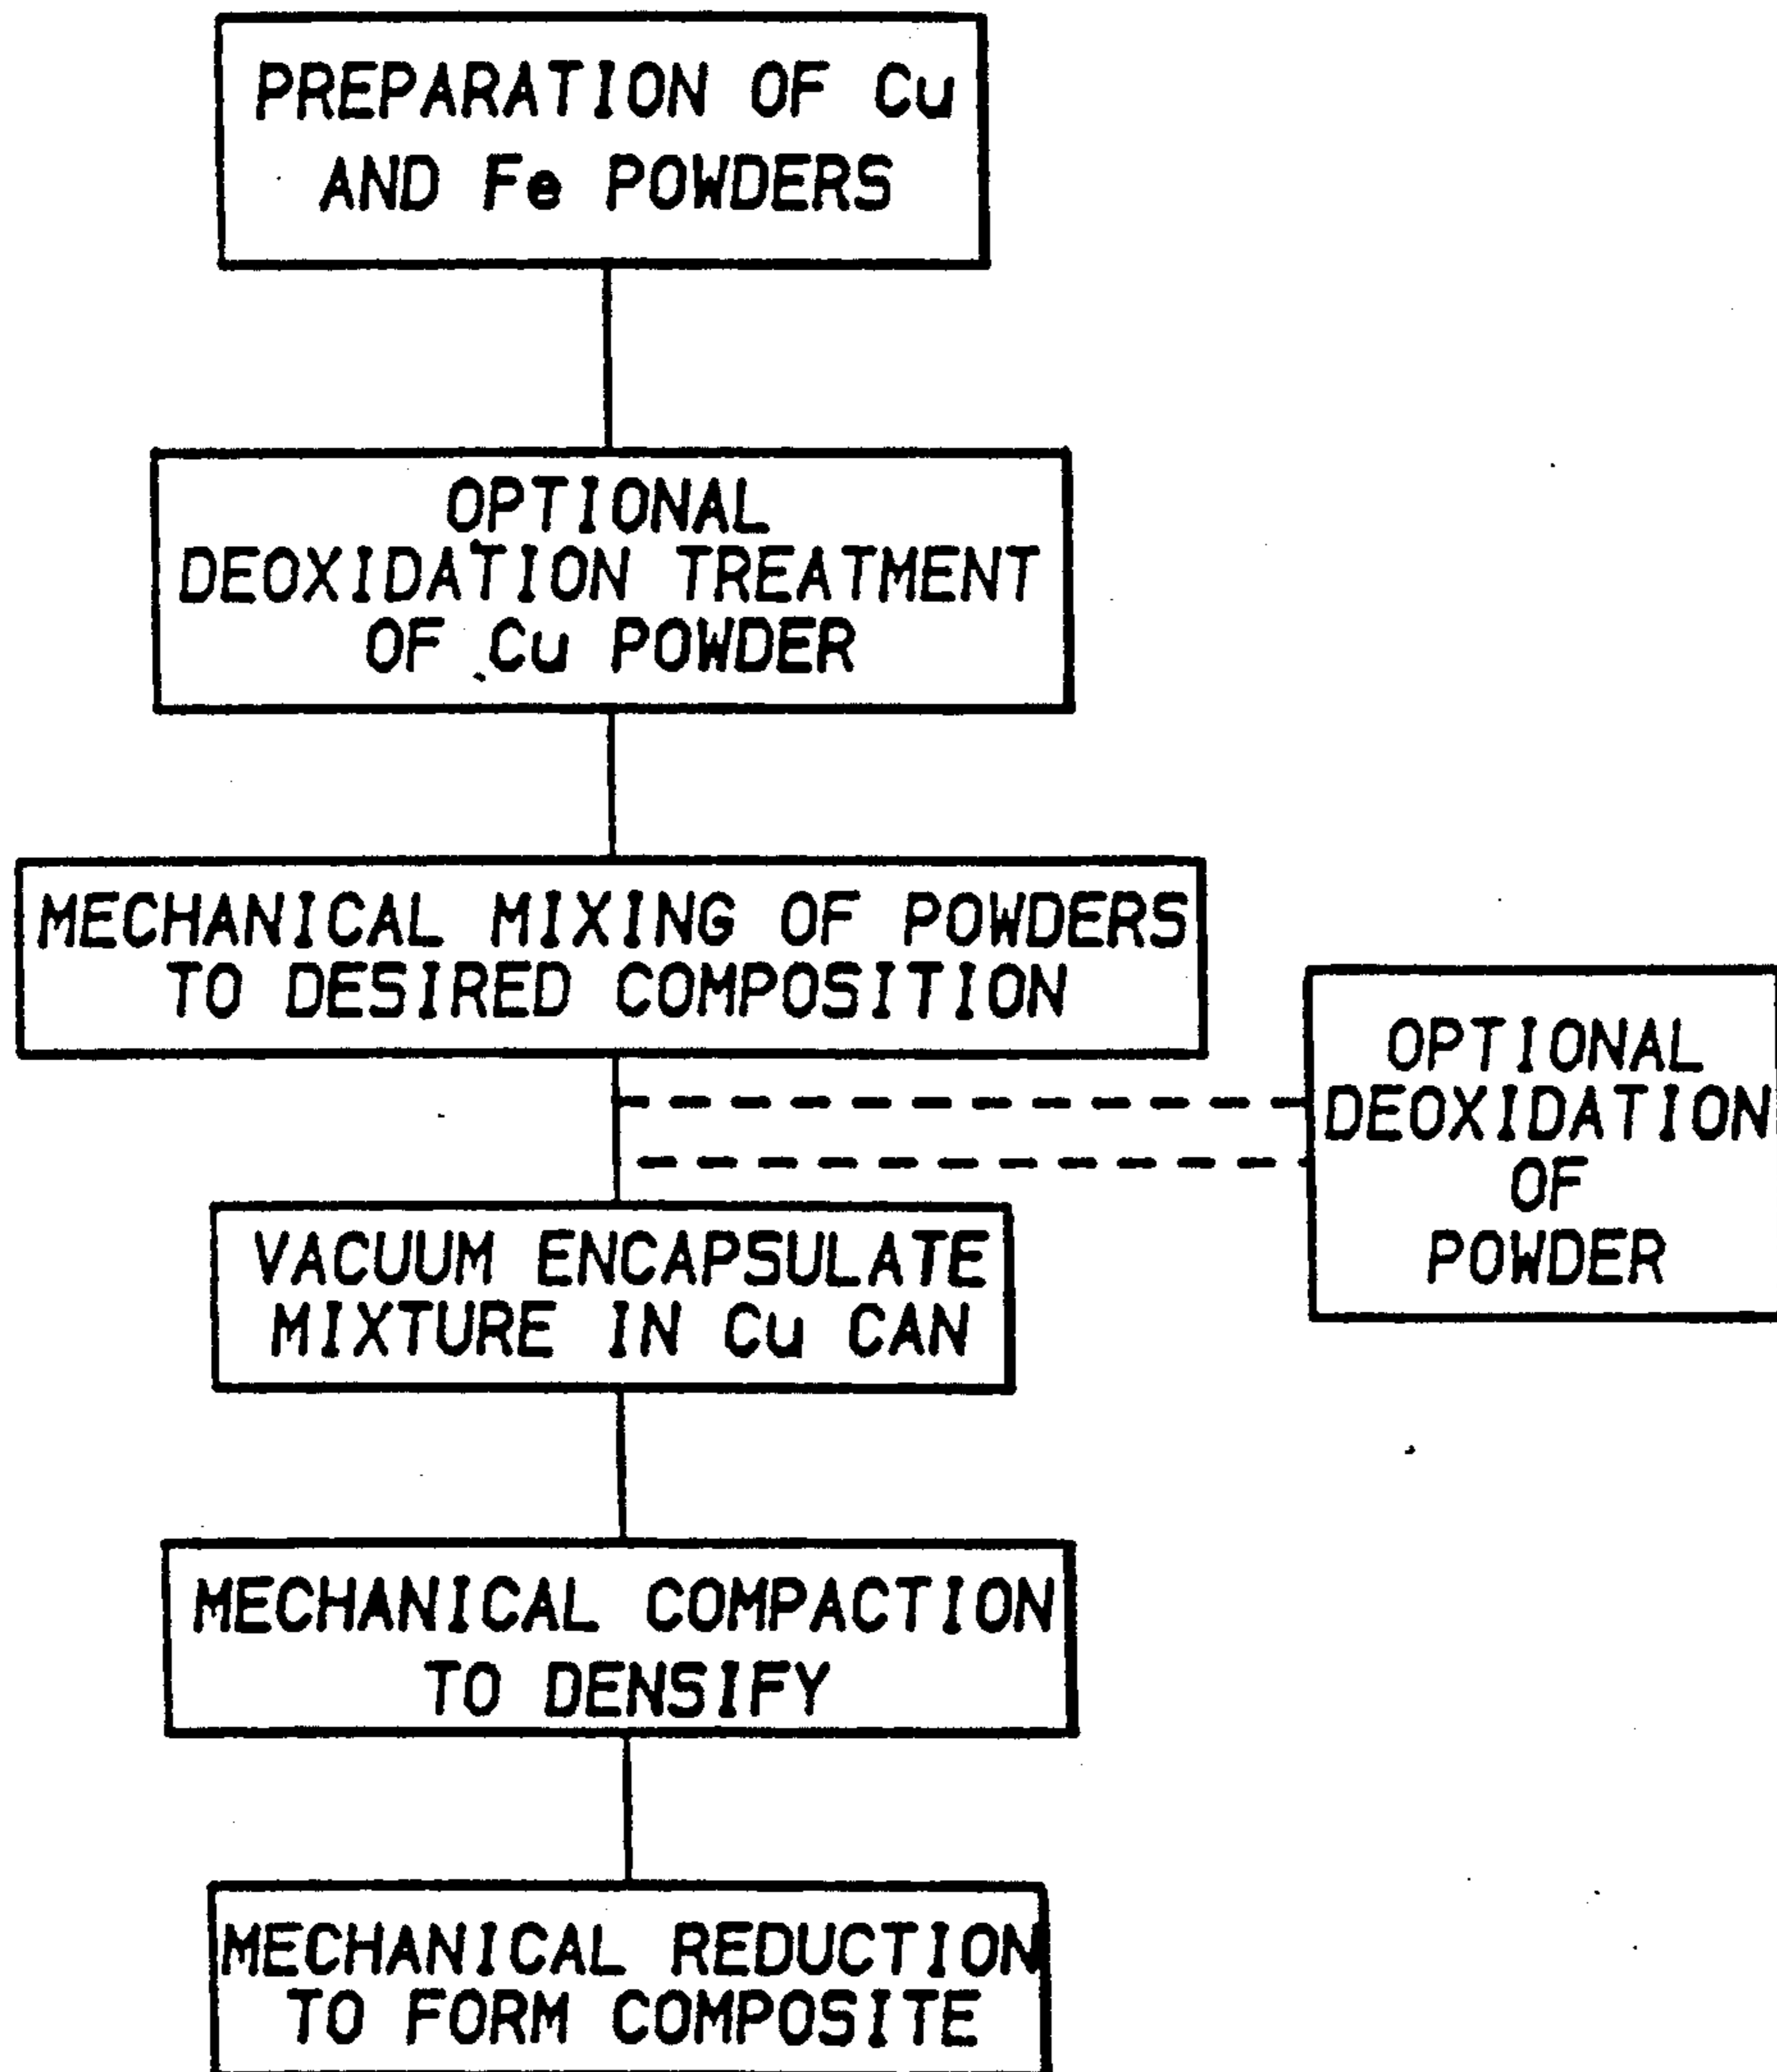 PREPARATION OF Cu
AND Fe POWDERS
OPTIONAL
DEOXIDATION TREATMENT
OF Cu POWDER
MECHANICAL MIXING OF POWDERS
TO DESIRED COMPOSITION
OPTIONAL
DEOXIDATION
OF
POWDER
VACUUM ENCAPSULATE
MIXTURE IN Cu CAN
MECHANICAL COMPACTION
TO DENSIFY
MECHANICAL REDUCTION
TO FORM COMPOSITE